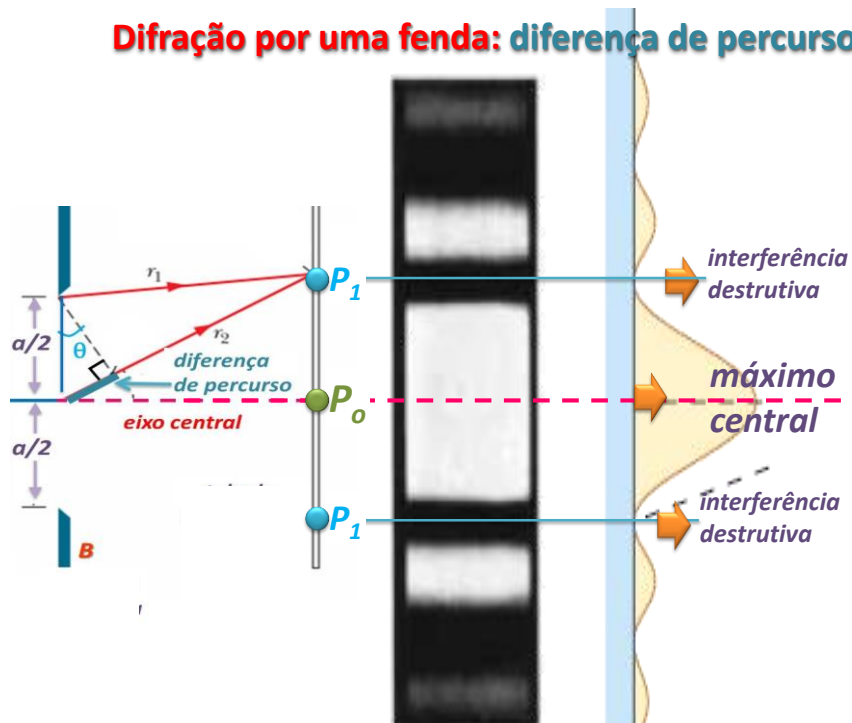 Difração por uma fenda: diferença de percurso
r₁
P₁
interferência
destrutiva
a/2
θ
r₂
diferença
de percurso
máximo
central
P₀
eixo central
a/2
P₁
interferência
destrutiva
B